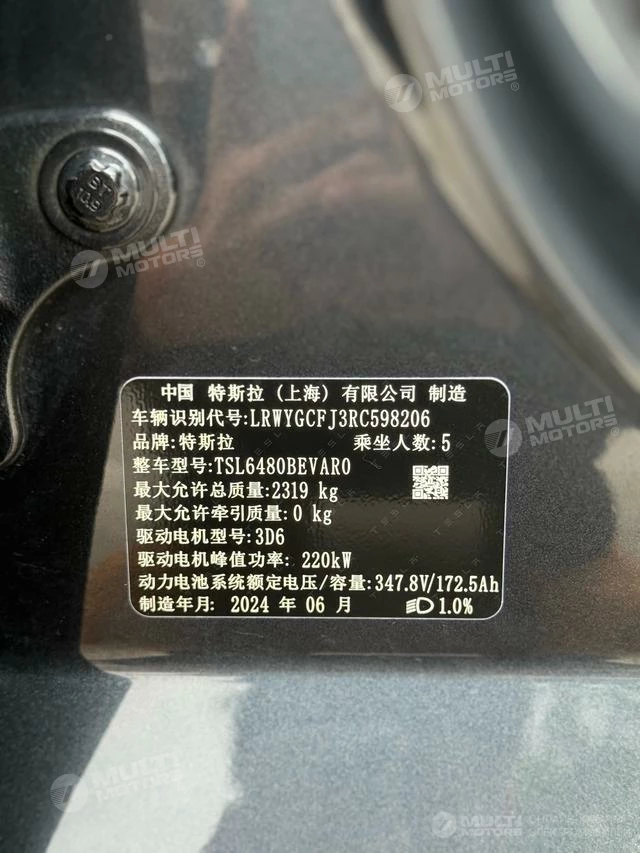 MULTI
MOTORS®
ST
10.9
MULTI
MOTORS®
中国 特斯拉 (上海) 有限公司 制造
车辆识别代号:LRWYGCFJ3RC598206
品牌:特斯拉 乘坐人数:5
整车型号:TSL6480BEVAR0
最大允许总质量:2319 kg
最大允许牵引质量:0 kg
驱动电机型号:3D6
驱动电机峰值功率: 220kW
动力电池系统额定电压/容量:347.8V/172.5Ah
制造年月: 2024 年 06 月 1.0%
MULTI
MOTORS
MULTI
MOTORS